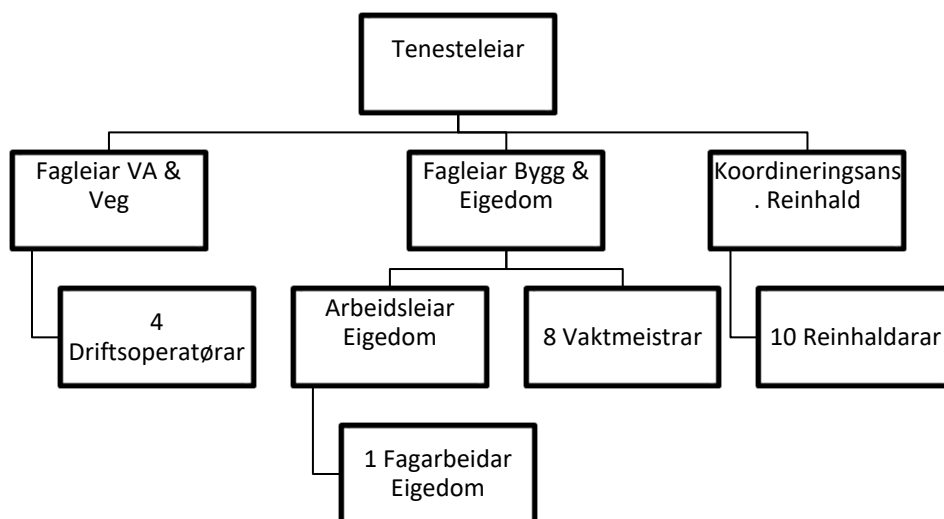 Tenesteleiar
Fagleiar VA &
Veg
Fagleiar Bygg &
Eigedom
Koordineringsans
. Reinhald
4
Driftsoperatørar
Arbeidsleiar
Eigedom
8 Vaktmeistrar
10 Reinhaldarar
1 Fagarbeidar
Eigedom